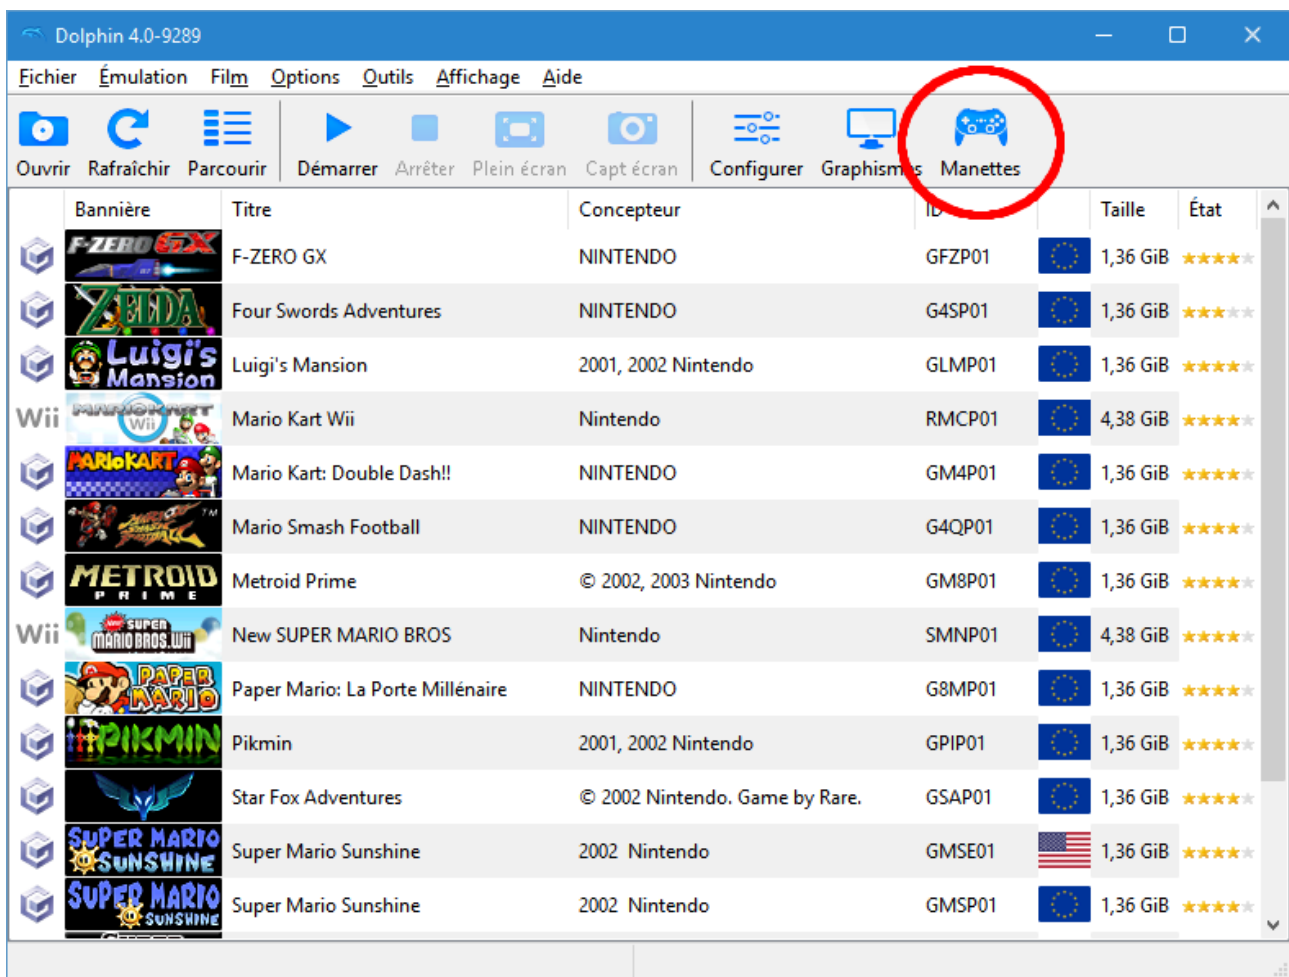 Dolphin 4.0-9289
Fichier Émulation Film Options Outils Affichage Aide
Ouvrir Rafraîchir Parcourir Démarrer Arrêter Plein écran Capt écran Configurer Graphismes Manettes
Bannière Titre Concepteur ID Taille État
F-ZERO GX F-ZERO GX NINTENDO GFZP01 1,36 GiB
ZELDA Four Swords Adventures NINTENDO G4SP01 1,36 GiB
Luigi's Mansion Luigi's Mansion 2001, 2002 Nintendo GLMP01 1,36 GiB
Wii MARIOKART Wii Mario Kart Wii Nintendo RMCP01 4,38 GiB
MARIOKART Mario Kart: Double Dash!! NINTENDO GM4P01 1,36 GiB
Mario Smash Football NINTENDO G4QP01 1,36 GiB
METROID PRIME Metroid Prime © 2002, 2003 Nintendo GM8P01 1,36 GiB
Wii New SUPER MARIO BROS.Wii New SUPER MARIO BROS Nintendo SMNP01 4,38 GiB
PAPER MARIO Paper Mario: La Porte Millénaire NINTENDO G8MP01 1,36 GiB
PIKMIN Pikmin 2001, 2002 Nintendo GPIP01 1,36 GiB
Star Fox Adventures © 2002 Nintendo. Game by Rare. GSAP01 1,36 GiB
SUPER MARIO SUNSHINE Super Mario Sunshine 2002 Nintendo GMSE01 1,36 GiB
SUPER MARIO SUNSHINE Super Mario Sunshine 2002 Nintendo GMSP01 1,36 GiB